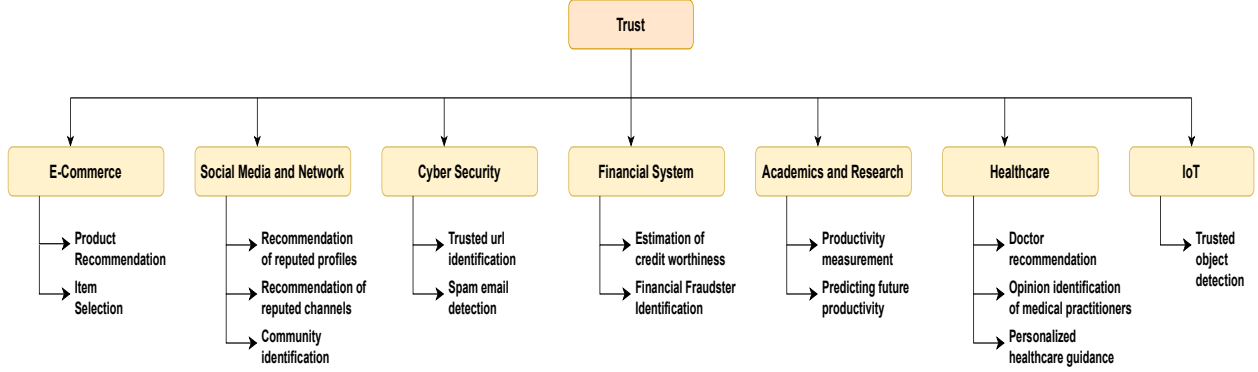 Trust
E-Commerce
Social Media and Network
Cyber Security
Financial System
Academics and Research
Healthcare
IoT
Product
Recommendation
Item
Selection
Recommendation
of reputed profiles
Recommendation of
reputed channels
Community
identification
Trusted url
identification
Spam email
detection
Estimation of
credit worthiness
Financial Fraudster
Identification
Productivity
measurement
Predicting future
productivity
Doctor
recommendation
Opinion identification
of medical practitioners
Personalized
healthcare guidance
Trusted
object
detection